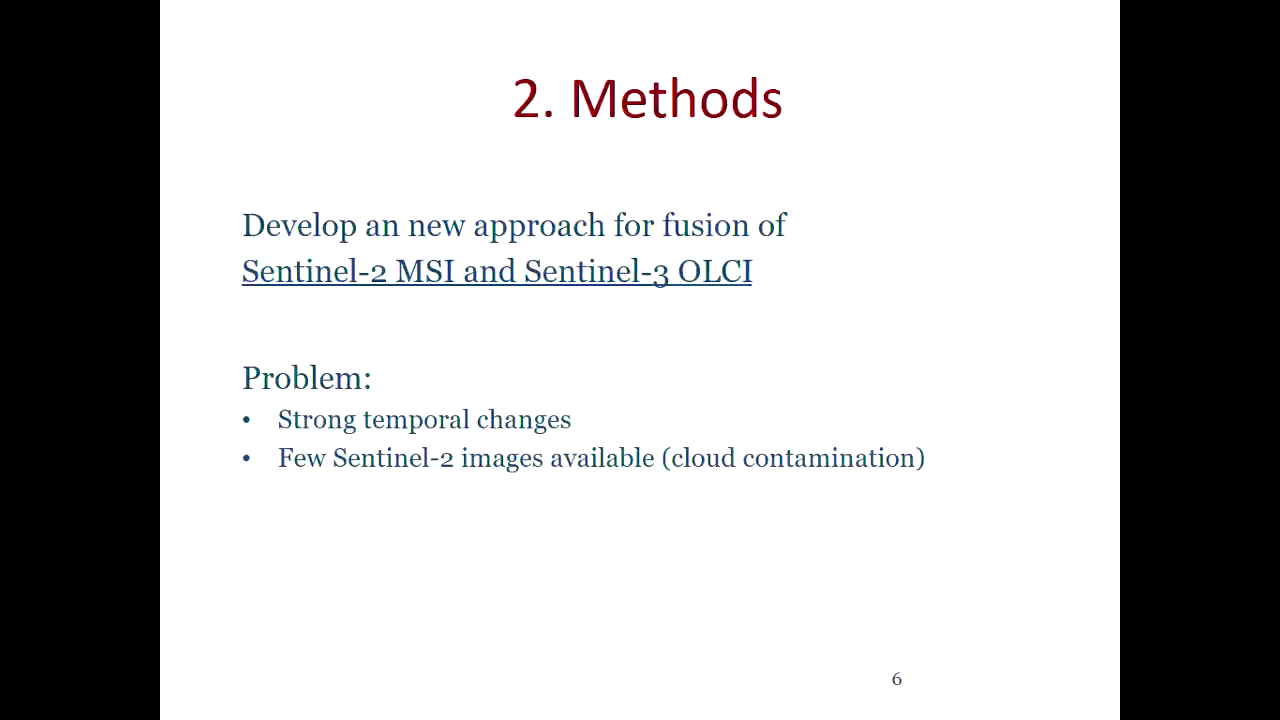 2. Methods
Develop an new approach for fusion of
Sentinel-2 MSI and Sentinel-3 OLCI
Problem:
• Strong temporal changes
• Few Sentinel-2 images available (cloud contamination)
6